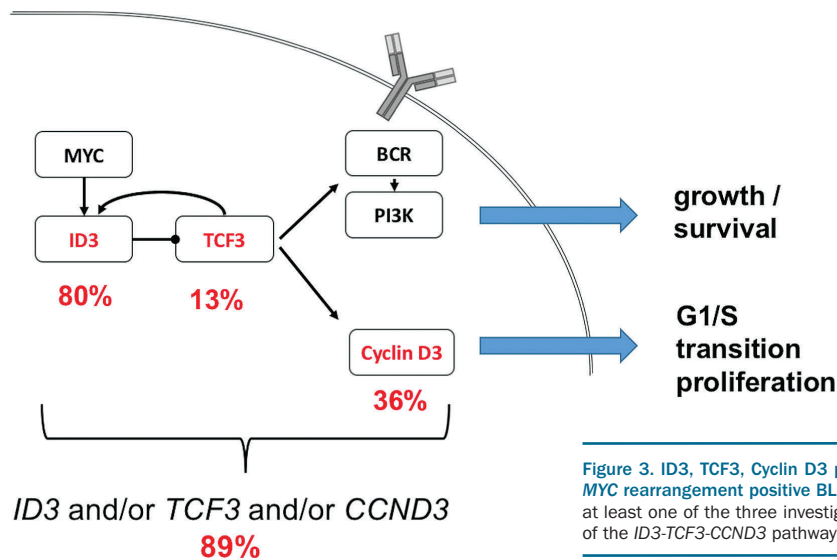 MYC
BCR
PI3K
growth /
survival
ID3
TCF3
80%
13%
Cyclin D3
36%
G1/S
transition
proliferation
ID3 and/or TCF3 and/or CCND3
89%
Figure 3. ID3, TCF3, Cyclin D3
MYC rearrangement positive BL
at least one of the three
of the ID3-TCF3-CCND3 pathway